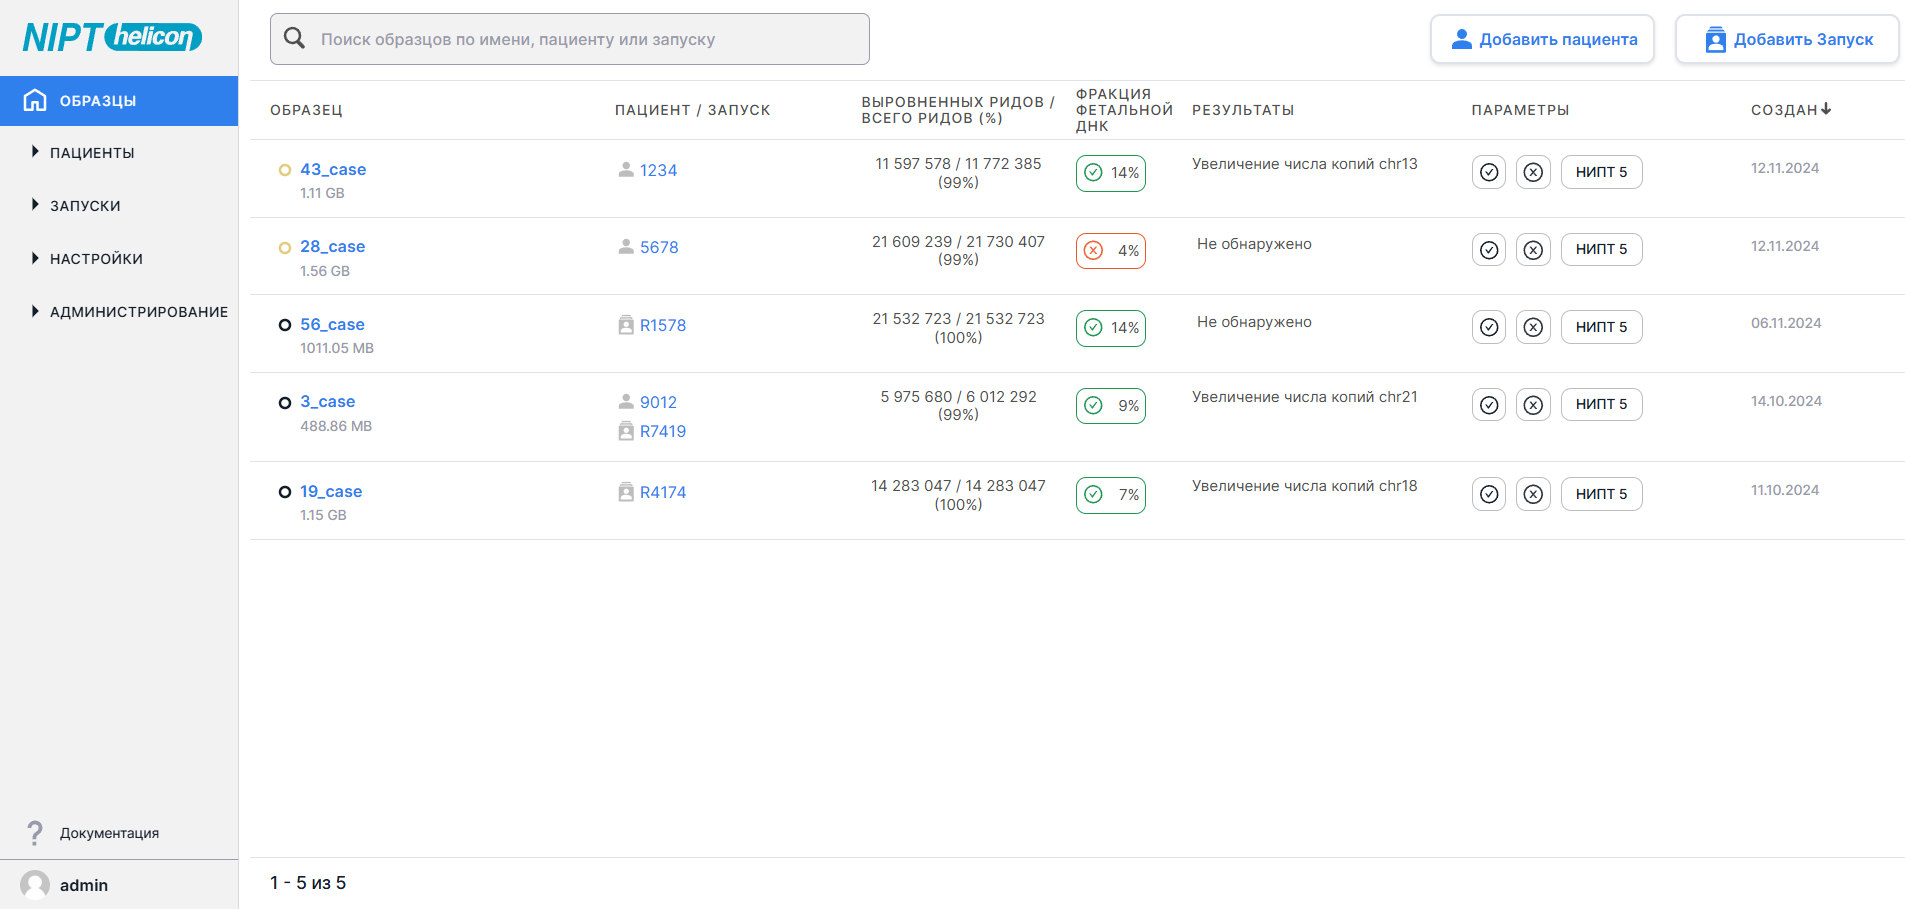 NIPT helicon
Поиск образцов по имени, пациенту или запуску
Добавить пациента
Добавить Запуск
ОБРАЗЦЫ
ПАЦИЕНТЫ
ЗАПУСКИ
НАСТРОЙКИ
АДМИНИСТРИРОВАНИЕ
Документация
admin
ОБРАЗЕЦ
ПАЦИЕНТ / ЗАПУСК
ВЫРОВНЕННЫХ РИДОВ /
ВСЕГО РИДОВ (%)
ФРАКЦИЯ
ФЕТАЛЬНОЙ
ДНК
РЕЗУЛЬТАТЫ
ПАРАМЕТРЫ
СОЗДАН
43_case
1.11 GB
1234
11 597 578 / 11 772 385
(99%)
14%
Увеличение числа копий chr13
НИПТ 5
12.11.2024
28_case
1.56 GB
5678
21 609 239 / 21 730 407
(99%)
4%
Не обнаружено
НИПТ 5
12.11.2024
56_case
1011.05 MB
R1578
21 532 723 / 21 532 723
(100%)
14%
Не обнаружено
НИПТ 5
06.11.2024
3_case
488.86 MB
9012
R7419
5 975 680 / 6 012 292
(99%)
9%
Увеличение числа копий chr21
НИПТ 5
14.10.2024
19_case
1.15 GB
R4174
14 283 047 / 14 283 047
(100%)
7%
Увеличение числа копий chr18
НИПТ 5
11.10.2024
1 - 5 из 5